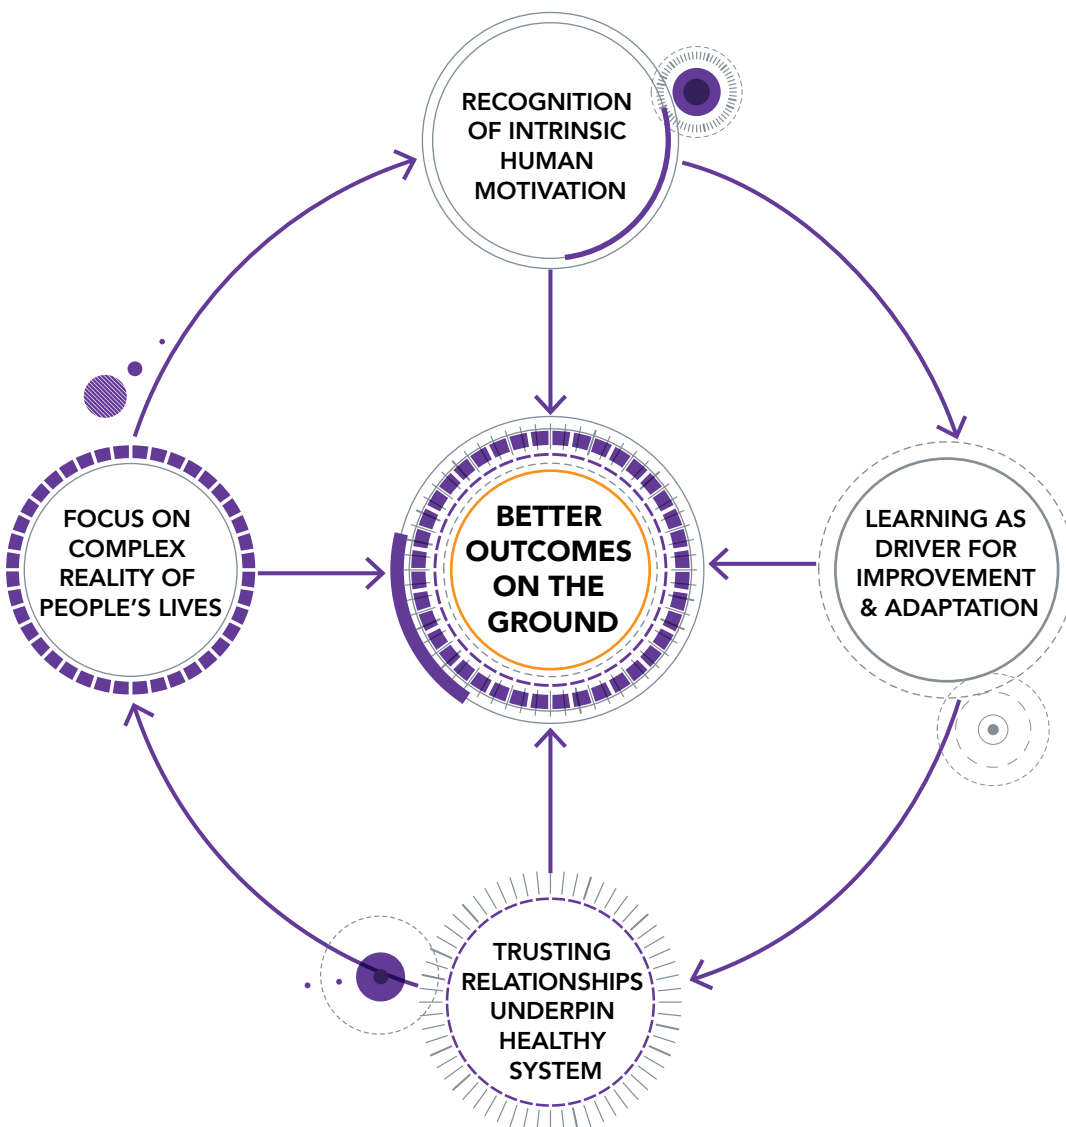 RECOGNITION
OF INTRINSIC
HUMAN
MOTIVATION
FOCUS ON
COMPLEX
REALITY OF
PEOPLE'S LIVES
BETTER
OUTCOMES
ON THE
GROUND
LEARNING AS
DRIVER FOR
IMPROVEMENT
& ADAPTATION
TRUSTING
RELATIONSHIPS
UNDERPIN
HEALTHY
SYSTEM